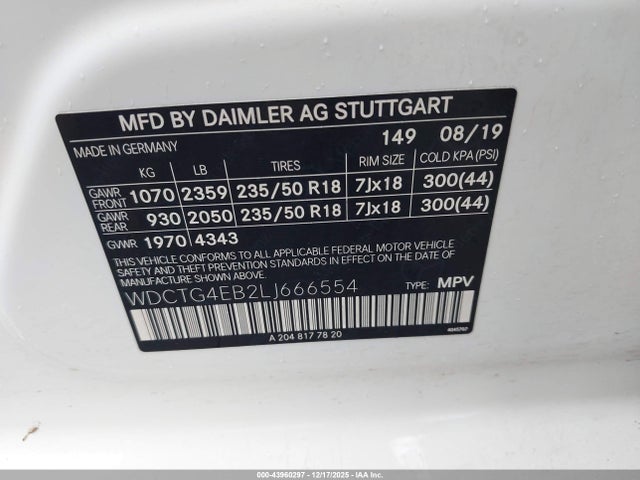 MFD BY DAIMLER AG STUTTGART
MADE IN GERMANY 149 08/19
KG LB TIRES RIM SIZE COLD KPA (PSI)
GAWR FRONT 1070 2359 235/50 R18 7Jx18 300(44)
GAWR REAR 930 2050 235/50 R18 7Jx18 300(44)
GVWR 1970 4343
THIS VEHICLE CONFORMS TO ALL APPLICABLE FEDERAL MOTOR VEHICLE
SAFETY AND THEFT PREVENTION STANDARDS IN EFFECT ON THE DATE
OF MANUFACTURE SHOWN ABOVE.
WDCTG4EB2LJ666554 TYPE: MPV
A 204 817 78 20
000-43960297 - 12/17/2025 - IAAI.COM